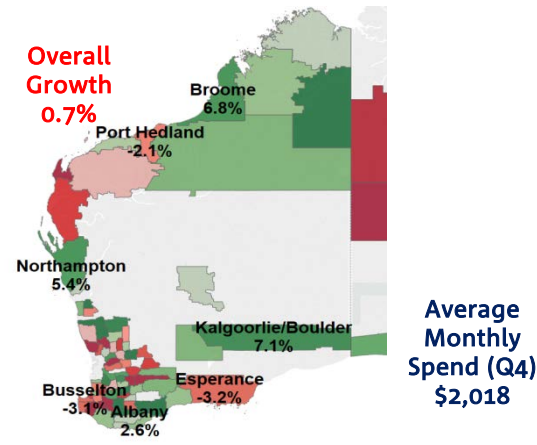 Overall
Growth
0.7%
Broome
6.8%
Port Hedland
-2.1%
Northampton
5.4%
Kalgoorlie/Boulder
7.1%
Average
Monthly
Spend (Q4)
$2,018
Esperance
-3.2%
Busselton
-3.1%
Albany
2.6%